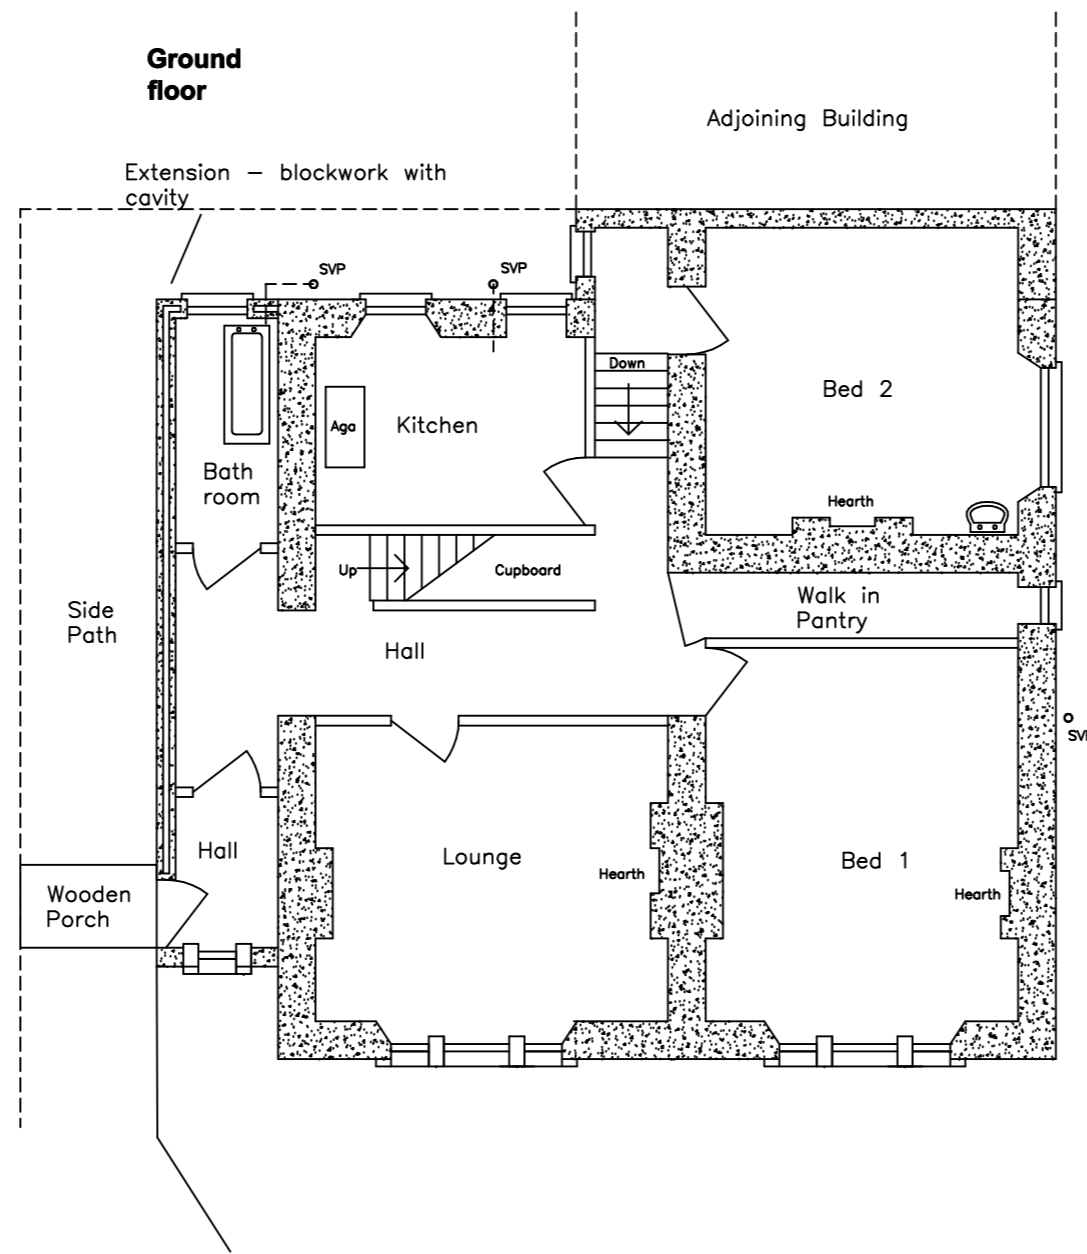 Ground
floor
Adjoining Building
Extension – blockwork with
cavity
SVP
SVP
Down
Bed 2
Aga
Kitchen
Bath
room
Hearth
Up
Cupboard
Walk in
Pantry
Side
Path
Hall
SVP
Hall
Lounge
Hearth
Bed 1
Hearth
Wooden
Porch